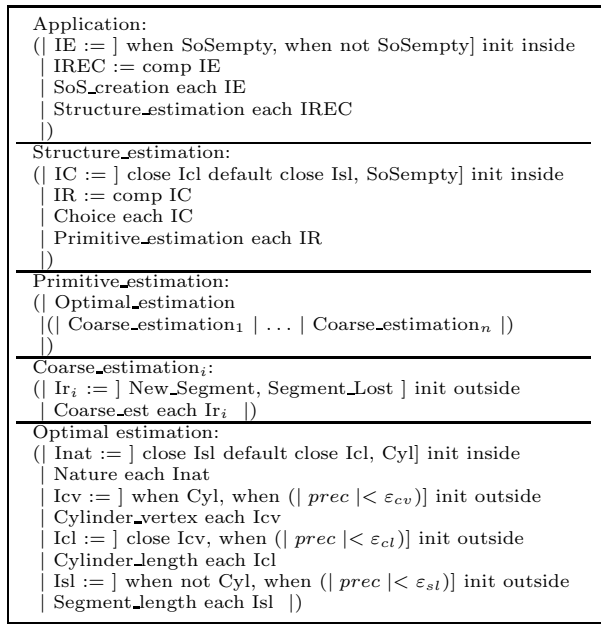 Application:
(| IE := ] when SoSempty, when not SoSempty] init inside
| IREC := comp IE
| SoS_creation each IE
| Structure_estimation each IREC
|)
Structure_estimation:
(| IC := ] close Icl default close Isl, SoSempty] init inside
| IR := comp IC
| Choice each IC
| Primitive_estimation each IR
|)
Primitive_estimation:
(| Optimal_estimation
|(| Coarse_estimation₁ | . . . | Coarse_estimationₙ |)
|)
Coarse_estimationᵢ:
(| Irᵢ := ] New_Segment, Segment_Lost ] init outside
| Coarse_est each Irᵢ |)
Optimal estimation:
(| Inat := ] close Isl default close Icl, Cyl] init inside
| Nature each Inat
| Icv := ] when Cyl, when (| prec |< ε_cv)] init outside
| Cylinder_vertex each Icv
| Icl := ] close Icv, when (| prec |< ε_cl)] init outside
| Cylinder_length each Icl
| Isl := ] when not Cyl, when (| prec |< ε_sl)] init outside
| Segment_length each Isl |)